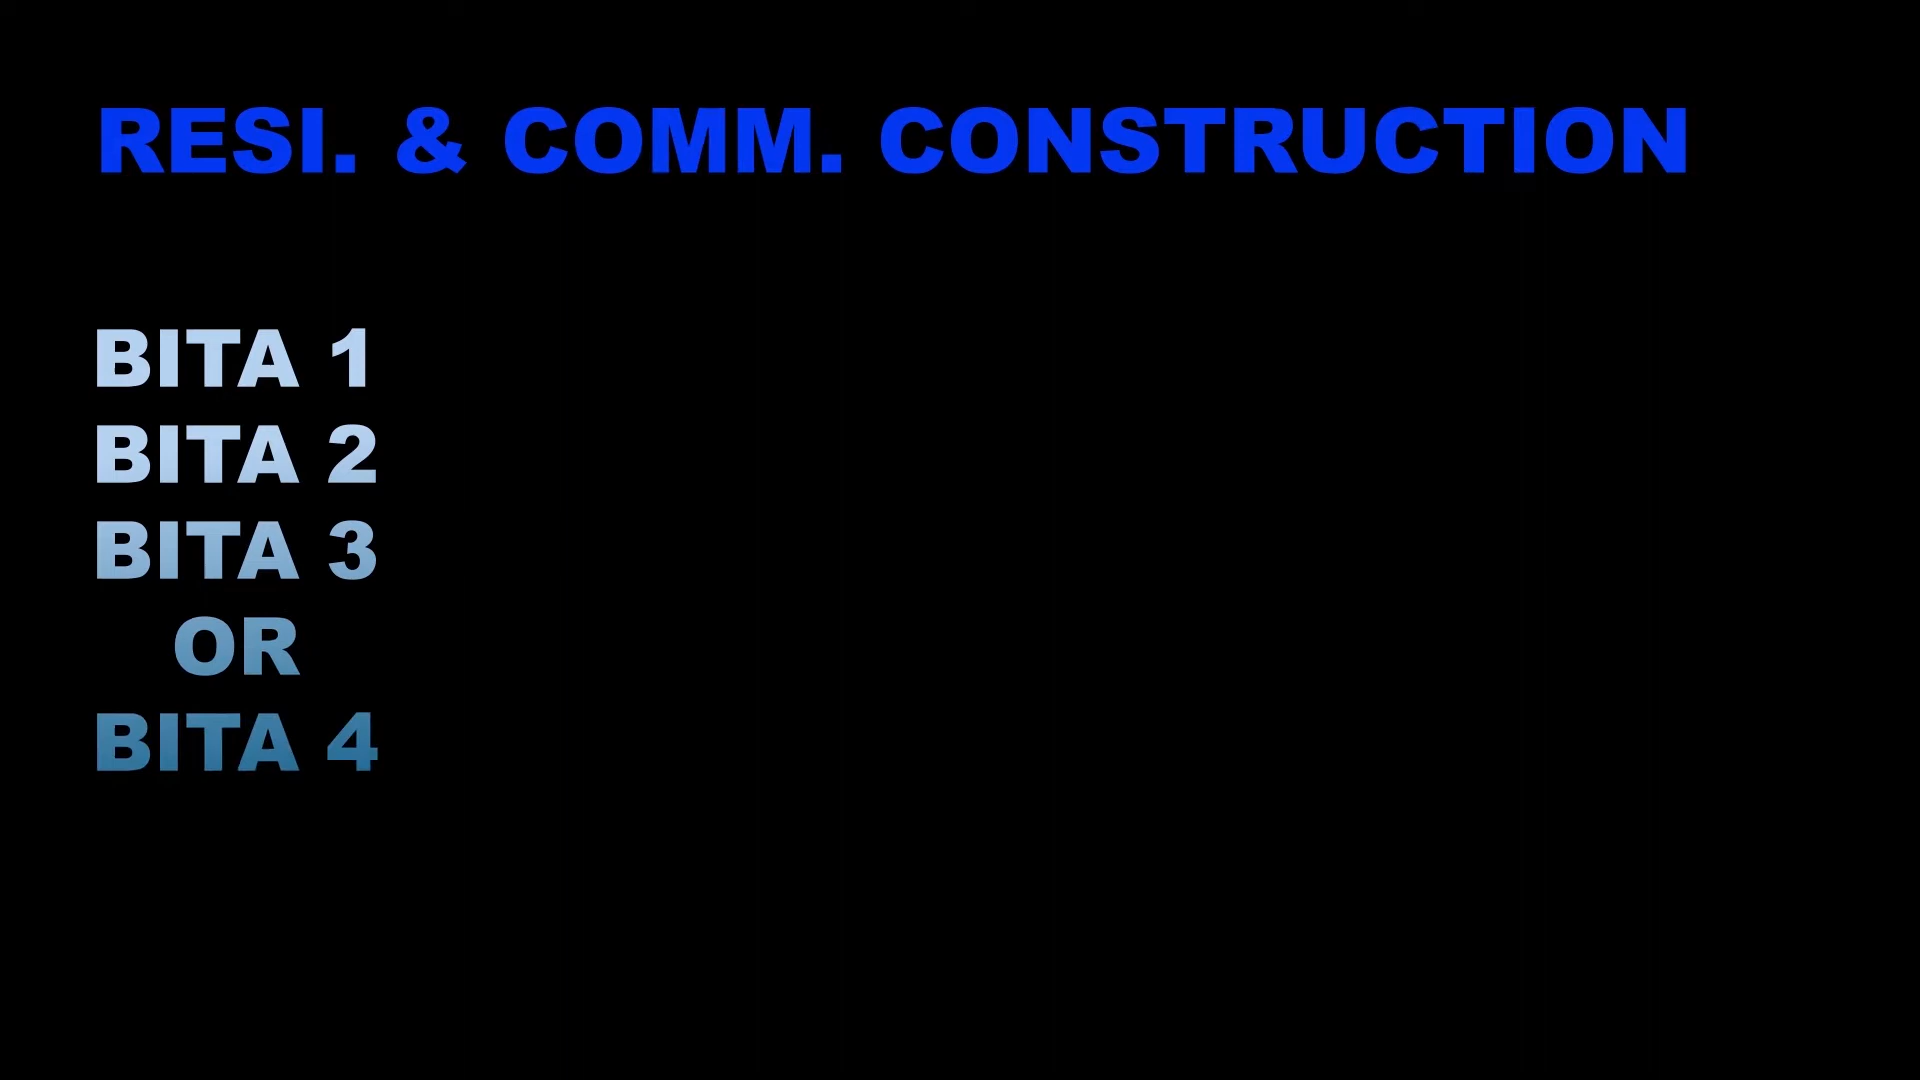 RESI. & COMM. CONSTRUCTION
BITA 1
BITA 2
BITA 3
OR
BITA 4